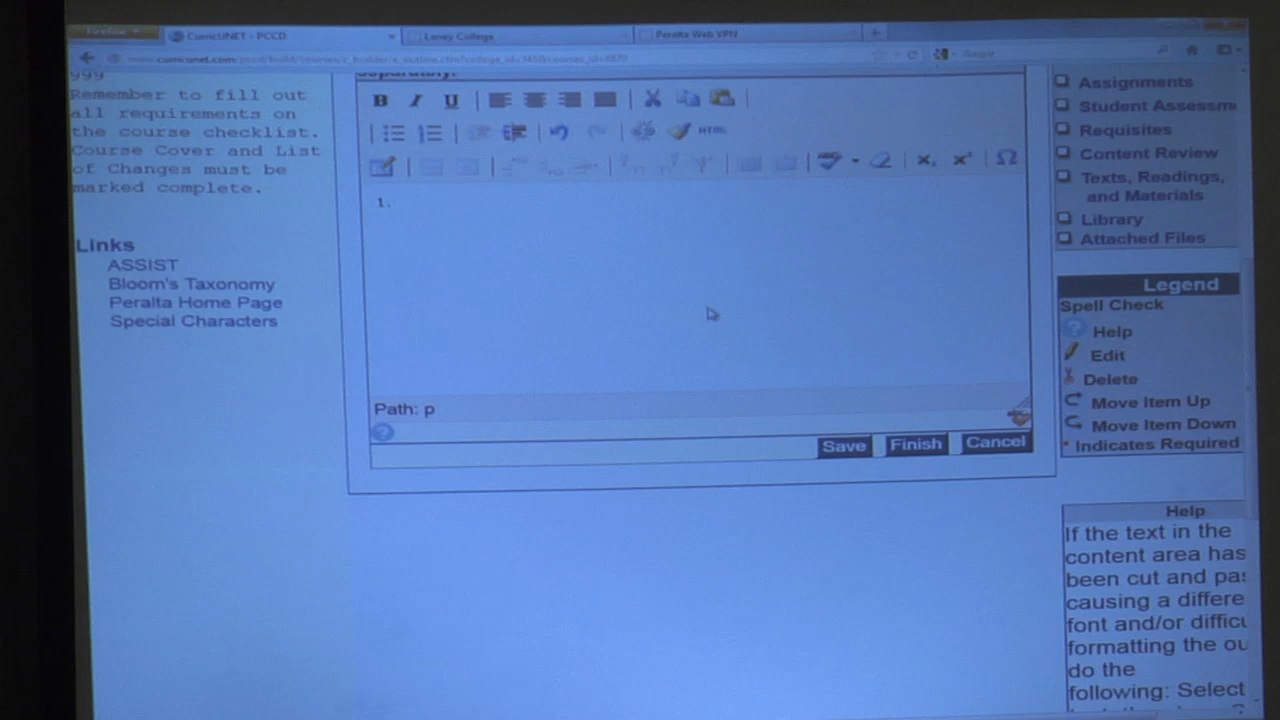 Firefox
CurricUNET - PCCD
Laney College
Peralta Web VPN
Google
999
Remember to fill out
all requirements on
the course checklist.
Course Cover and List
of Changes must be
marked complete.
Links
ASSIST
Bloom's Taxonomy
Peralta Home Page
Special Characters
separately.
B I U
HTML
1.
Path: p
Save Finish Cancel
Assignments
Student Assessm
Requisites
Content Review
Texts, Readings,
and Materials
Library
Attached Files
Legend
Spell Check
Help
Edit
Delete
Move Item Up
Move Item Down
* Indicates Required
Help
If the text in the
content area has
been cut and pas
causing a differe
font and/or difficu
formatting the ou
do the
following: Select